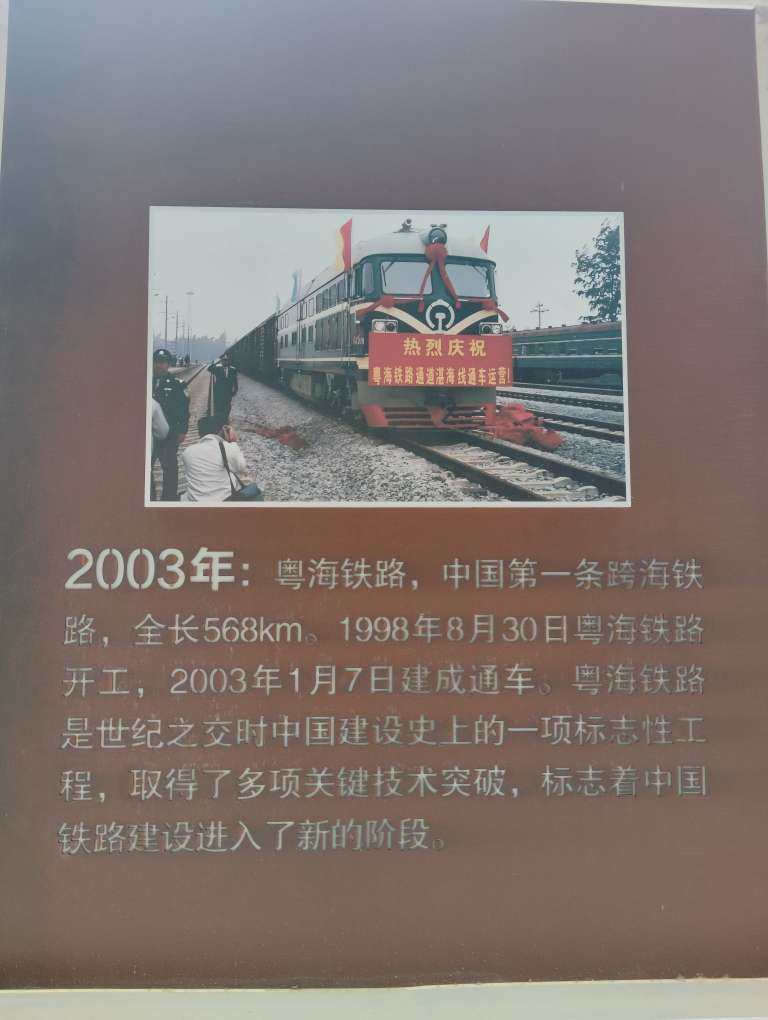 热烈庆祝
粤海铁路通道湛海线通车运营!
2003年：粤海铁路，中国第一条跨海铁
路，全长568km。1998年8月30日粤海铁路
开工，2003年1月7日建成通车。粤海铁路
是世纪之交时中国建设史上的一项标志性工
程，取得了多项关键技术突破，标志着中国
铁路建设进入了新的阶段。